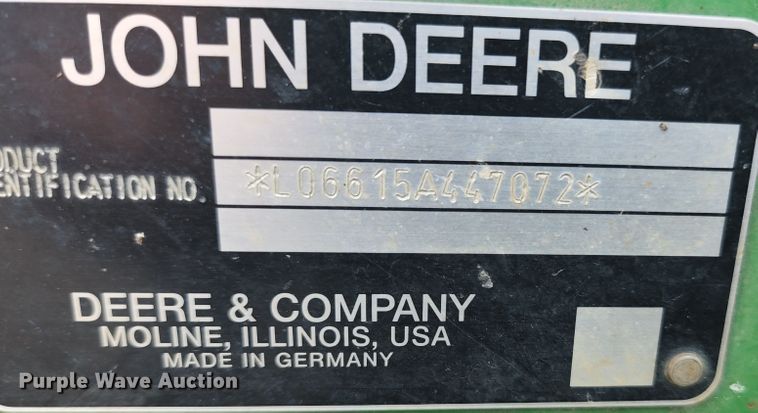 JOHN DEERE
ODUCT
ENTIFICATION NO.
*L06615A447072*
DEERE & COMPANY
MOLINE, ILLINOIS, USA
MADE IN GERMANY
Purple Wave Auction